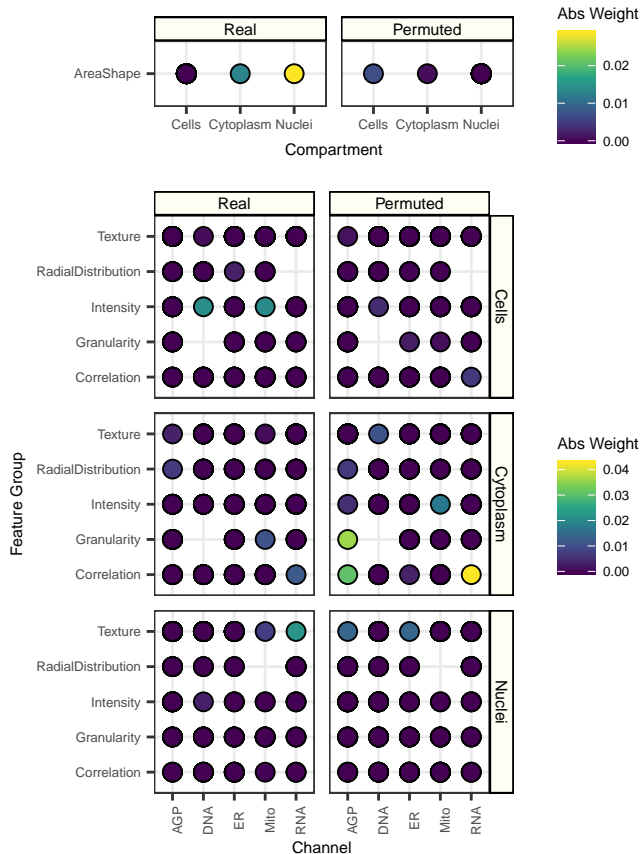 Real Permuted
AreaShape
Cells Cytoplasm Nuclei Cells Cytoplasm Nuclei
Compartment
Abs Weight
0.02
0.01
0.00
Real Permuted
Texture
RadialDistribution
Intensity
Granularity
Correlation
Cells
Texture
RadialDistribution
Intensity
Granularity
Correlation
Cytoplasm
Texture
RadialDistribution
Intensity
Granularity
Correlation
Nuclei
Feature Group
AGP DNA ER Mito RNA AGP DNA ER Mito RNA
Channel
Abs Weight
0.04
0.03
0.02
0.01
0.00